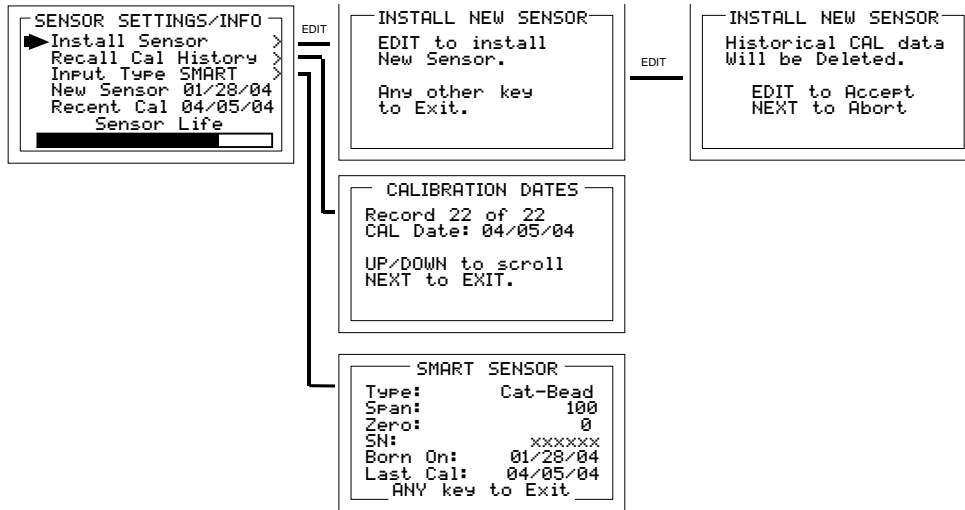 SENSOR SETTINGS/INFO
Install Sensor >
Recall Cal History >
Input Type SMART >
New Sensor 01/28/04
Recent Cal 04/05/04
Sensor Life
EDIT
INSTALL NEW SENSOR
EDIT to install
New Sensor.
Any other key
to Exit.
EDIT
INSTALL NEW SENSOR
Historical CAL data
Will be Deleted.
EDIT to Accept
NEXT to Abort
CALIBRATION DATES
Record 22 of 22
CAL Date: 04/05/04
UP/DOWN to scroll
NEXT to EXIT.
SMART SENSOR
Type: Cat-Bead
Span: 100
Zero: 0
SN: xxxxxx
Born On: 01/28/04
Last Cal: 04/05/04
ANY key to Exit